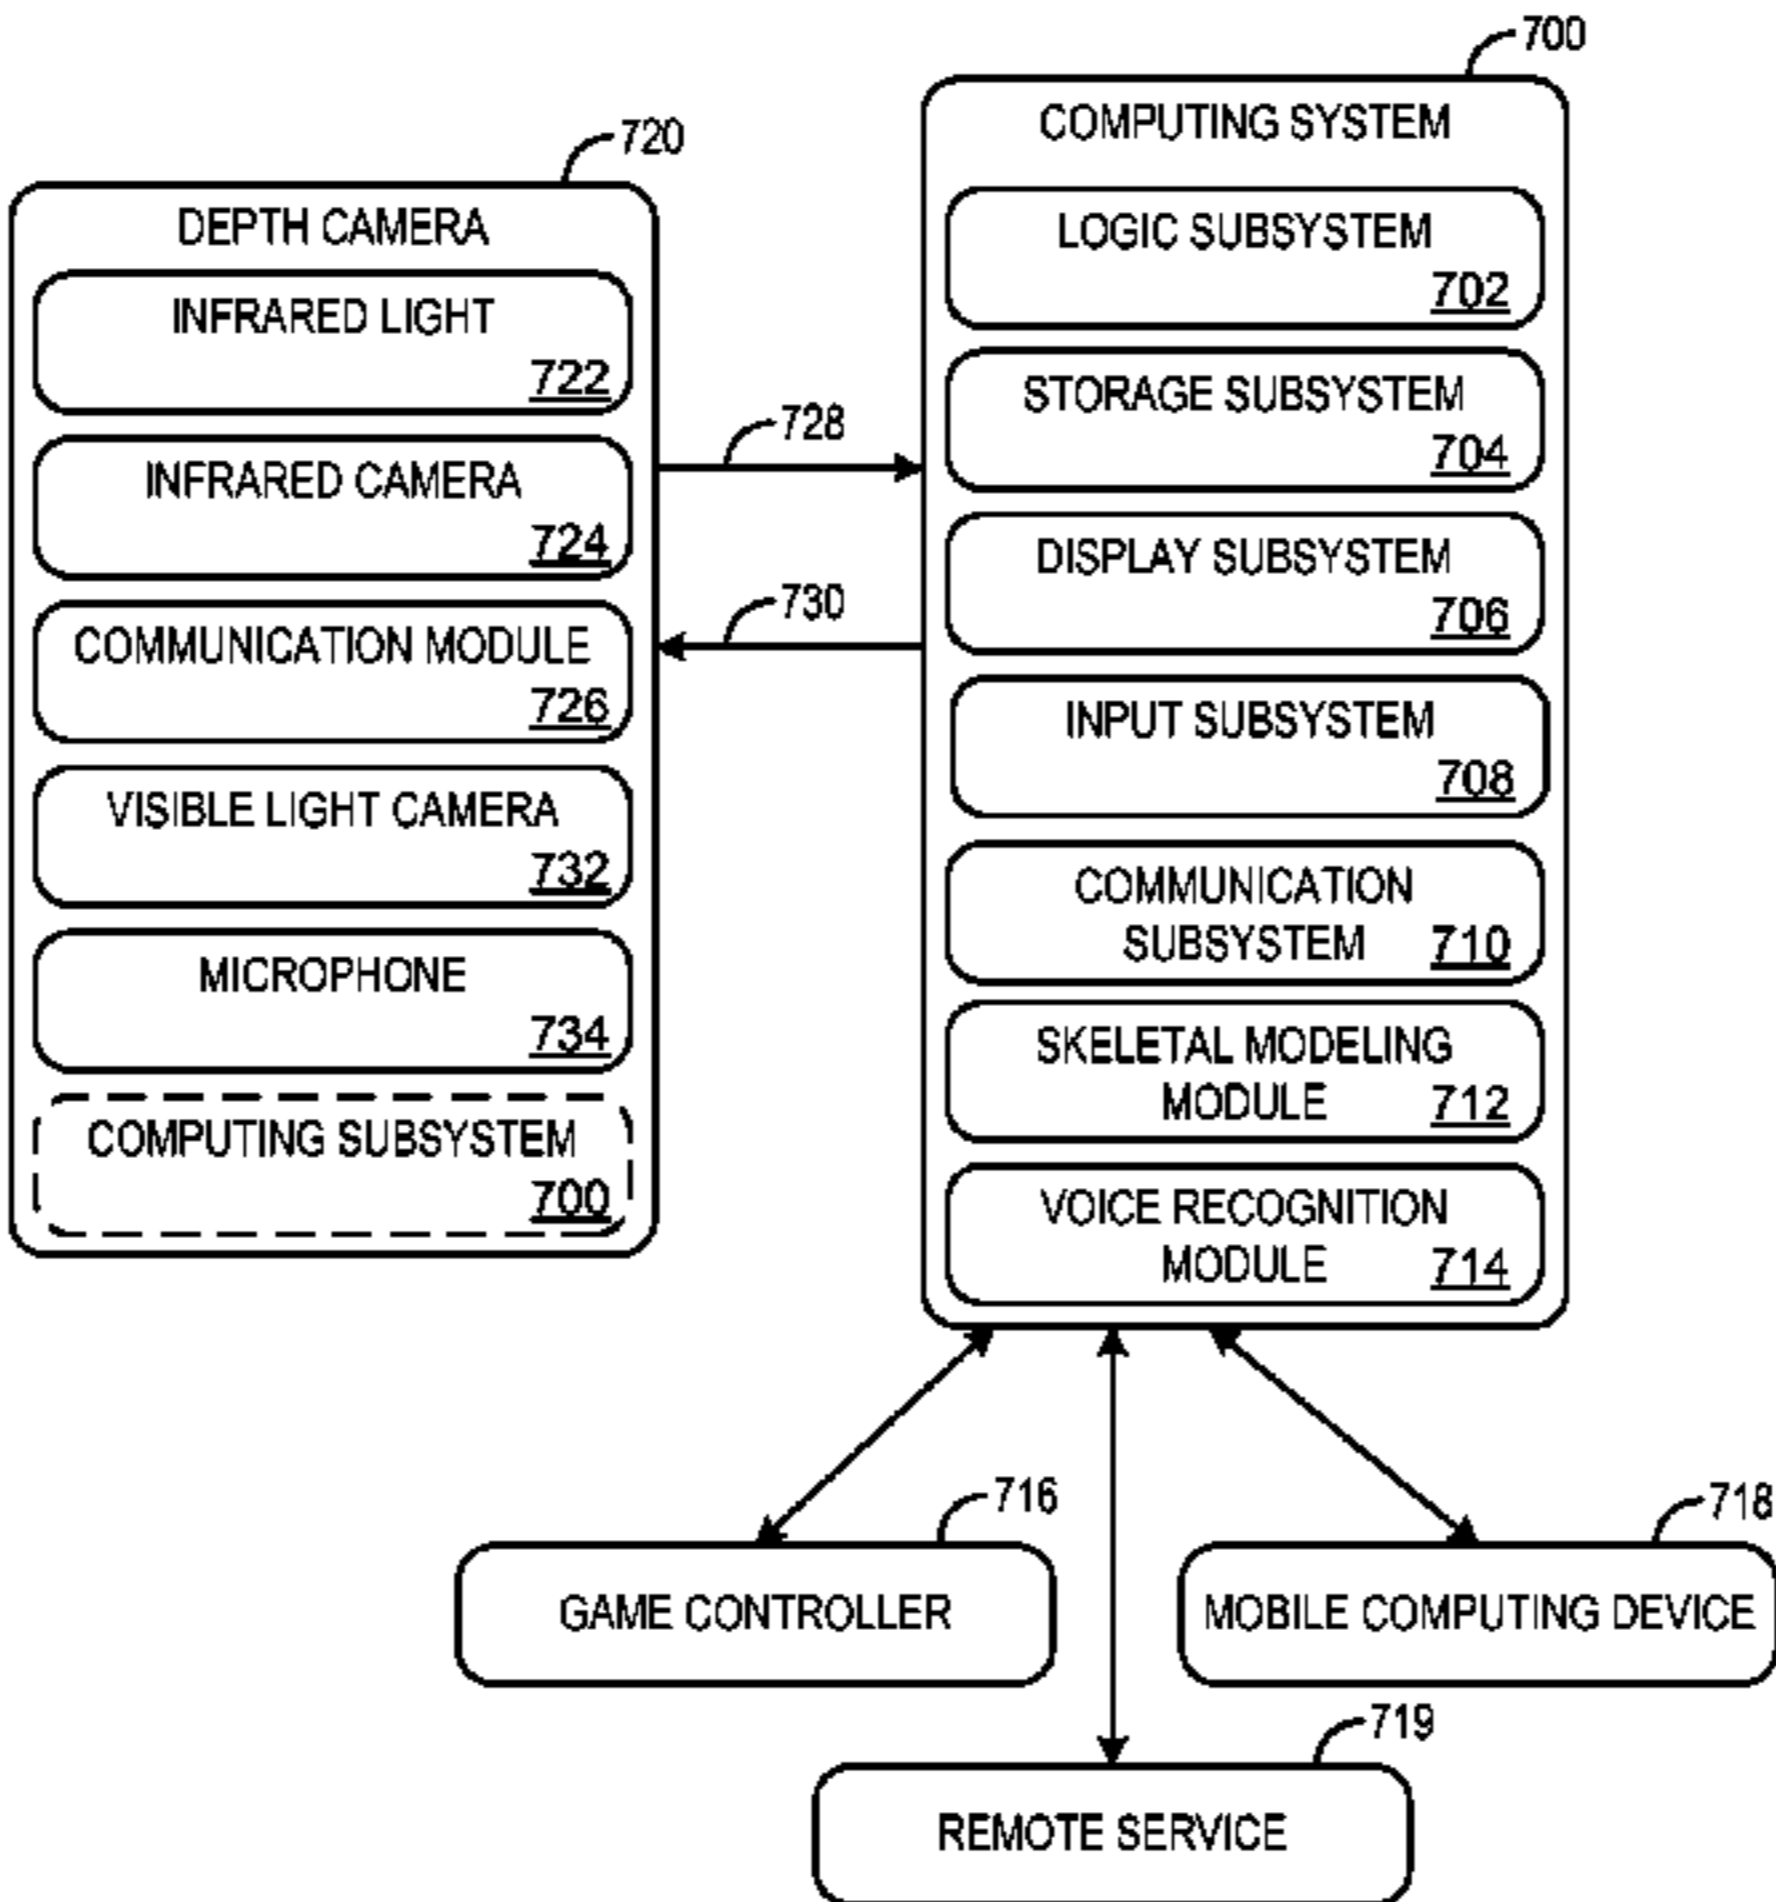 700
COMPUTING SYSTEM
LOGIC SUBSYSTEM
702
STORAGE SUBSYSTEM
704
DISPLAY SUBSYSTEM
706
INPUT SUBSYSTEM
708
COMMUNICATION
SUBSYSTEM 710
SKELETAL MODELING
MODULE 712
VOICE RECOGNITION
MODULE 714
720
DEPTH CAMERA
INFRARED LIGHT
722
INFRARED CAMERA
724
COMMUNICATION MODULE
726
VISIBLE LIGHT CAMERA
732
MICROPHONE
734
COMPUTING SUBSYSTEM
700
728
730
716
GAME CONTROLLER
718
MOBILE COMPUTING DEVICE
719
REMOTE SERVICE